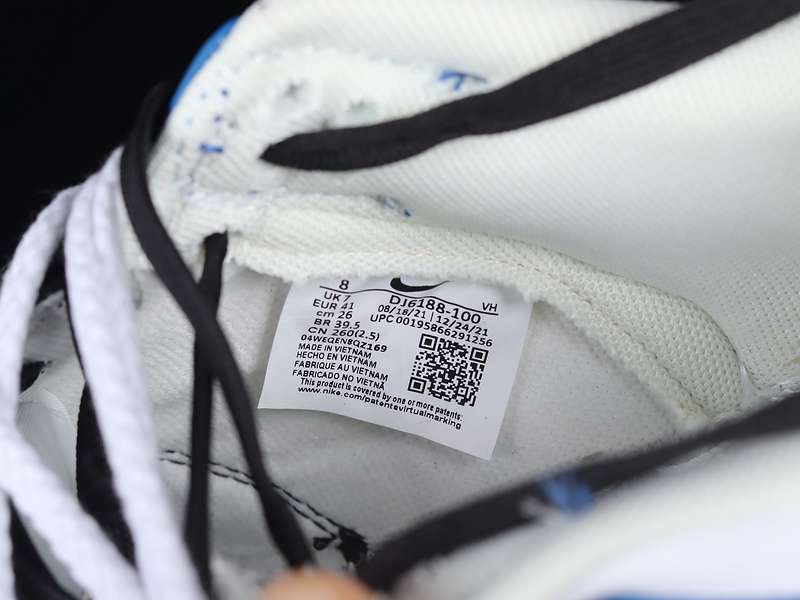 8
UK 7
EUR 41
cm 26
BR 39.5
CN 260(2.5)
DJ6188-100 VH
08/18/21 | 12/24/21
UPC 00195866291256
04WEQEN8QZ169
MADE IN VIETNAM
HECHO EN VIETNAM
FABRIQUE AU VIETNAM
FABRICADO NO VIETNÃ
This product is covered by one or more patents:
www.nike.com/patentsvirtualmarking